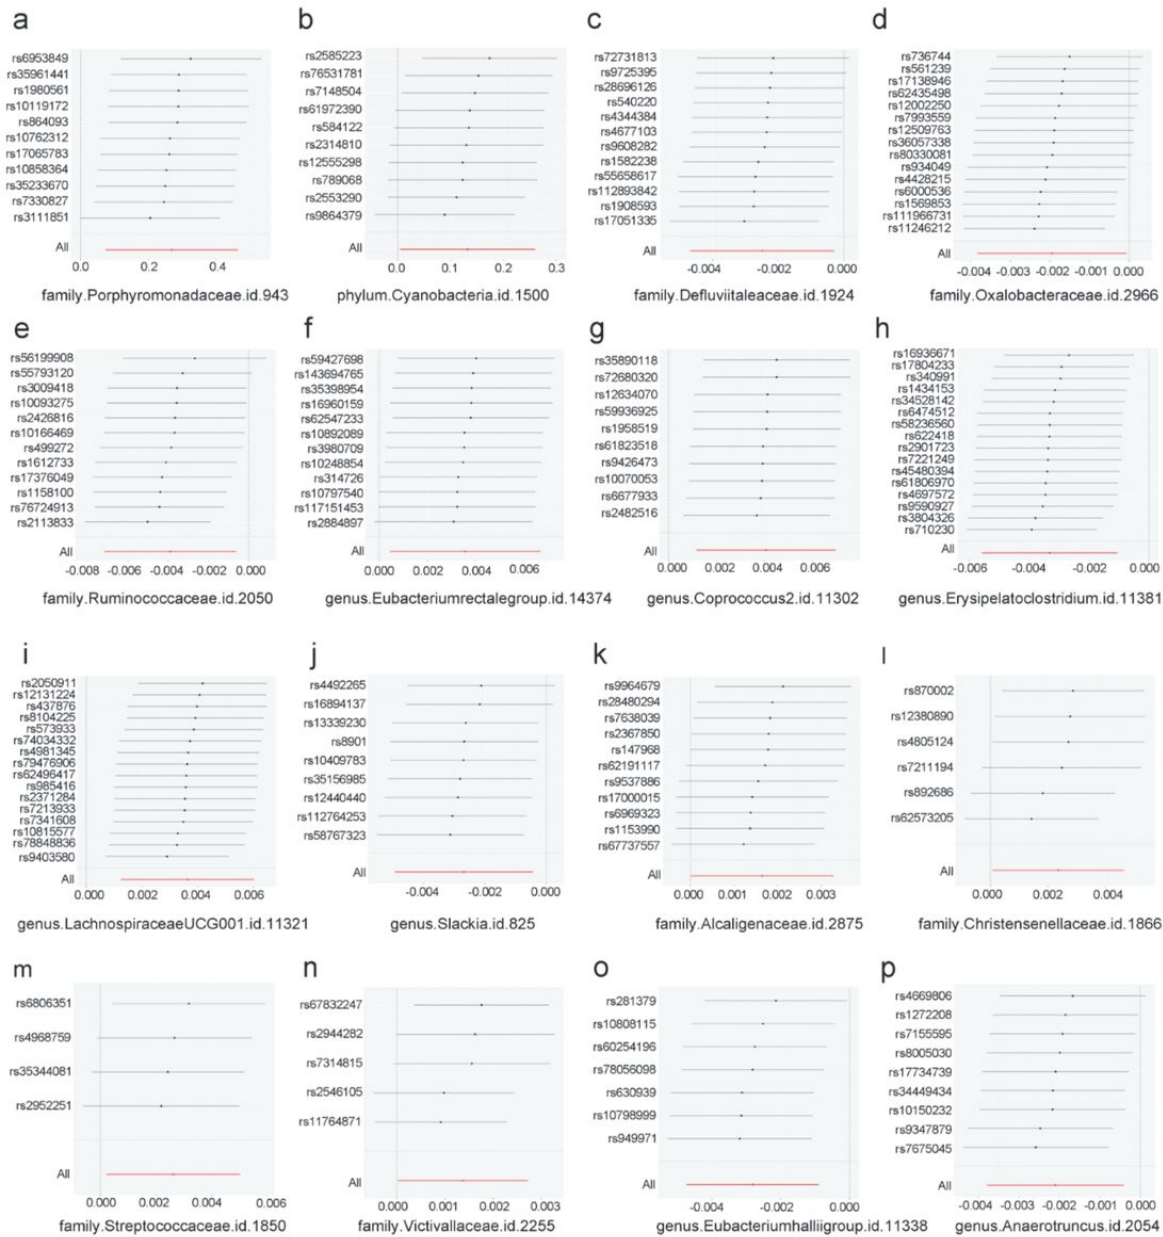 a
rs6953849
rs35961441
rs1980561
rs10119172
rs864093
rs10762312
rs17065783
rs10858364
rs35233670
rs7330827
rs3111851
All
0.0 0.2 0.4
family.Porphyromonadaceae.id.943
b
rs2585223
rs76531781
rs7148504
rs61972390
rs584122
rs2314810
rs12555298
rs789068
rs2553290
rs9864379
All
0.0 0.1 0.2 0.3
phylum.Cyanobacteria.id.1500
c
rs72731813
rs9725395
rs28696126
rs540220
rs4344384
rs4677103
rs9608282
rs1582238
rs55658617
rs112893842
rs1908593
rs17051335
All
-0.004 -0.002 0.000
family.Defluviitaleaceae.id.1924
d
rs736744
rs561239
rs17138946
rs62435498
rs12002250
rs7993559
rs12509763
rs36057338
rs80330081
rs934049
rs4428215
rs6000536
rs1569853
rs111966731
rs11246212
All
-0.004 -0.003 -0.002 -0.001 0.000
family.Oxalobacteraceae.id.2966
e
rs56199908
rs55793120
rs3009418
rs10093275
rs2426816
rs10166469
rs499272
rs1612733
rs17376049
rs1158100
rs76724913
rs2113833
All
-0.008 -0.006 -0.004 -0.002 0.000
family.Ruminococcaceae.id.2050
f
rs59427698
rs143694765
rs35398954
rs16960159
rs62547233
rs10892089
rs3980709
rs10248854
rs314726
rs10797540
rs117151453
rs2884897
All
0.000 0.002 0.004 0.006
genus.Eubacteriumrectalegroup.id.14374
g
rs35890118
rs72680320
rs12634070
rs59936925
rs1958519
rs61823518
rs9426473
rs10070053
rs6677933
rs2482516
All
0.000 0.002 0.004 0.006
genus.Coprococcus2.id.11302
h
rs16936671
rs17804233
rs340991
rs1434153
rs34528142
rs6474512
rs58236560
rs622418
rs2901723
rs7221249
rs45480394
rs61806970
rs4697572
rs9590927
rs3804326
rs710230
All
-0.006 -0.004 -0.002 0.000
genus.Erysipelatoclostridium.id.11381
i
rs2050911
rs12131224
rs437876
rs8104225
rs573933
rs74034332
rs4981345
rs79476906
rs62496417
rs985416
rs2371284
rs7213933
rs7341608
rs10815577
rs78848836
rs9403580
All
0.000 0.002 0.004 0.006
genus.LachnospiraceaeUCG001.id.11321
j
rs4492265
rs16894137
rs13339230
rs8901
rs10409783
rs35156985
rs12440440
rs112764253
rs58767323
All
-0.004 -0.002 0.000
genus.Slackia.id.825
k
rs9964679
rs28480294
rs7638039
rs2367850
rs147968
rs62191117
rs9537886
rs17000015
rs6969323
rs1153990
rs67737557
All
0.000 0.001 0.002 0.003
family.Alcaligenaceae.id.2875
l
rs870002
rs12380890
rs4805124
rs7211194
rs892686
rs62573205
All
0.000 0.002 0.004
family.Christensenellaceae.id.1866
m
rs6806351
rs4968759
rs35344081
rs2952251
All
0.000 0.002 0.004 0.006
family.Streptococcaceae.id.1850
n
rs67832247
rs2944282
rs7314815
rs2546105
rs11764871
All
0.000 0.001 0.002 0.003
family.Victivallaceae.id.2255
o
rs281379
rs10808115
rs60254196
rs78056098
rs630939
rs10798999
rs949971
All
-0.004 -0.002 0.000
genus.Eubacteriumhalliigroup.id.11338
p
rs4669806
rs1272208
rs7155595
rs8005030
rs17734739
rs34449434
rs10150232
rs9347879
rs7675045
All
-0.003 -0.002 -0.001 0.000
genus.Anaerotruncus.id.2054